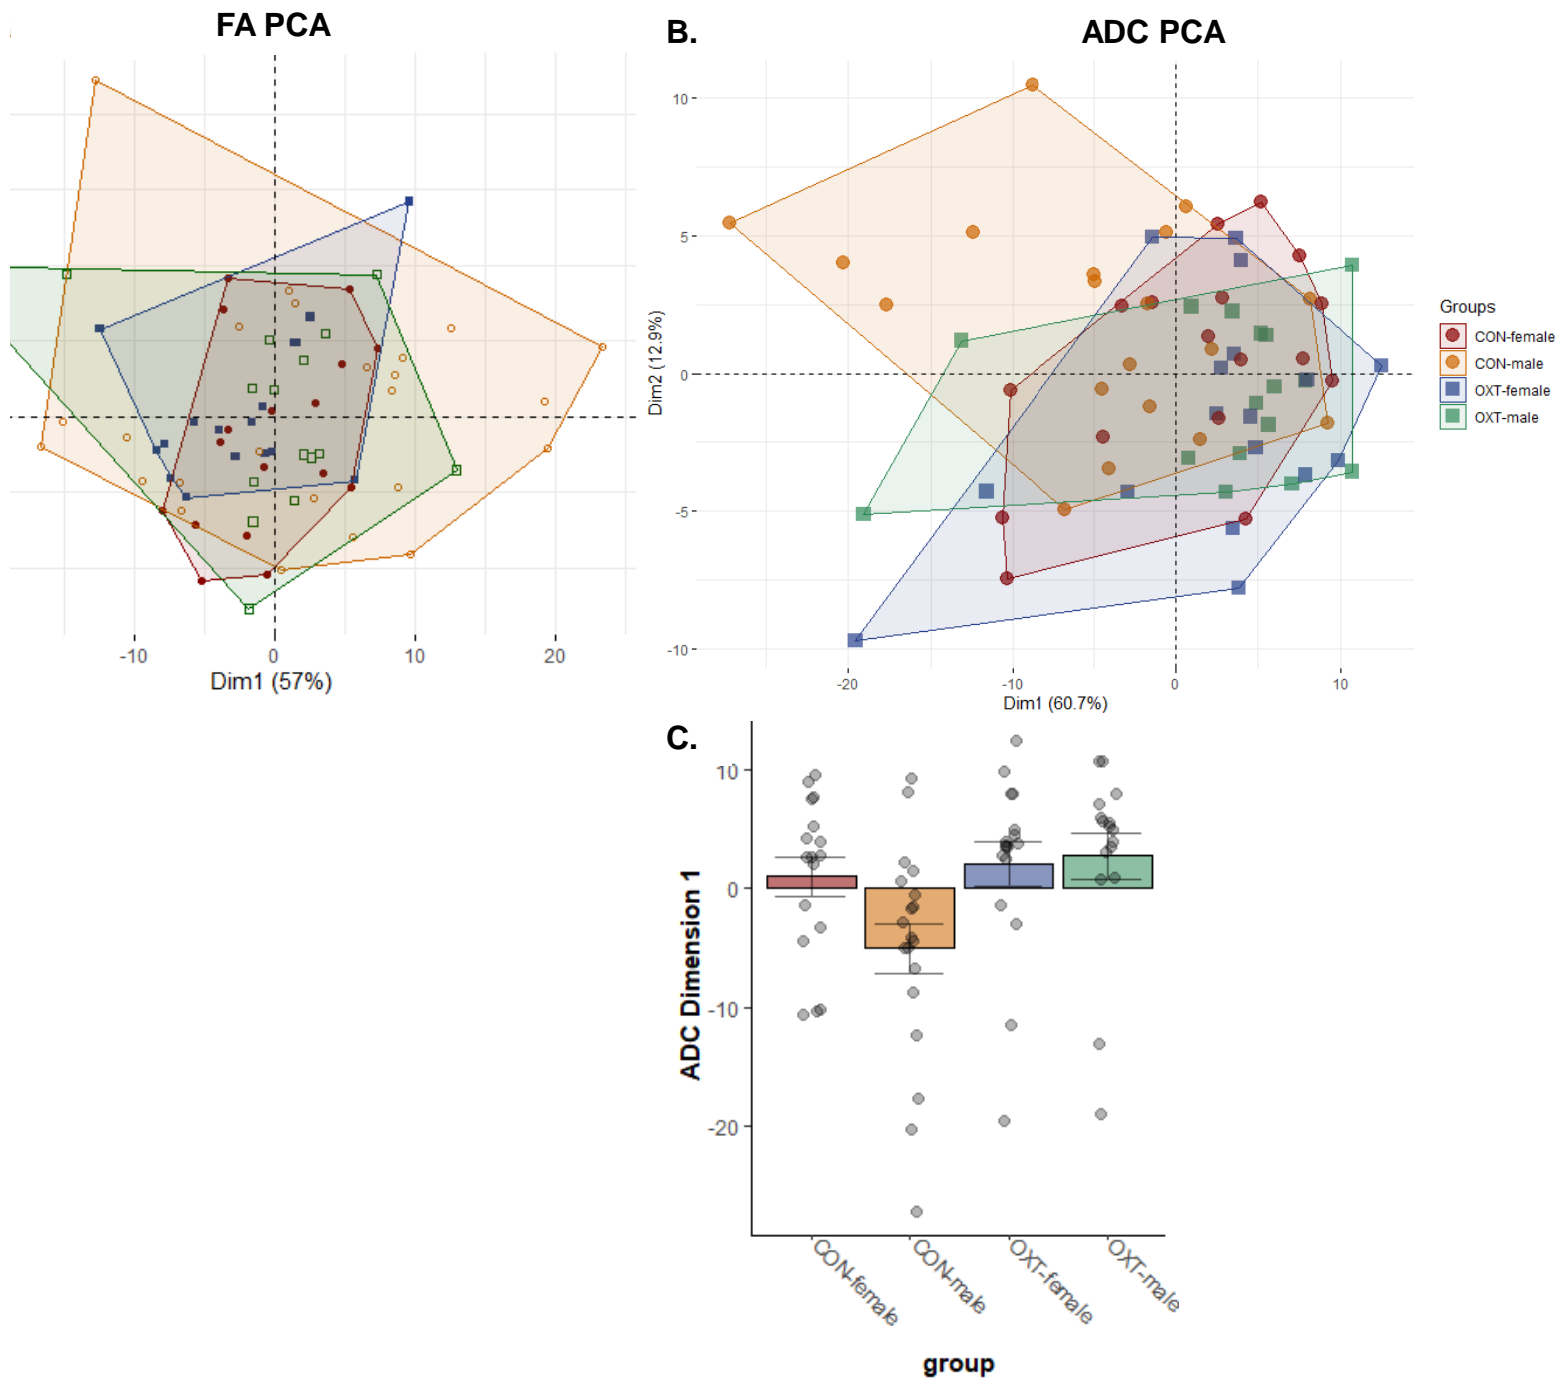 FA PCA
-10
0
10
20
Dim1 (57%)
B.
ADC PCA
Dim2 (12.9%)
10
5
0
-5
-10
-20
-10
0
10
Dim1 (60.7%)
Groups
CON-female
CON-male
OXT-female
OXT-male
C.
ADC Dimension 1
10
0
-10
-20
CON-female
CON-male
OXT-female
OXT-male
group